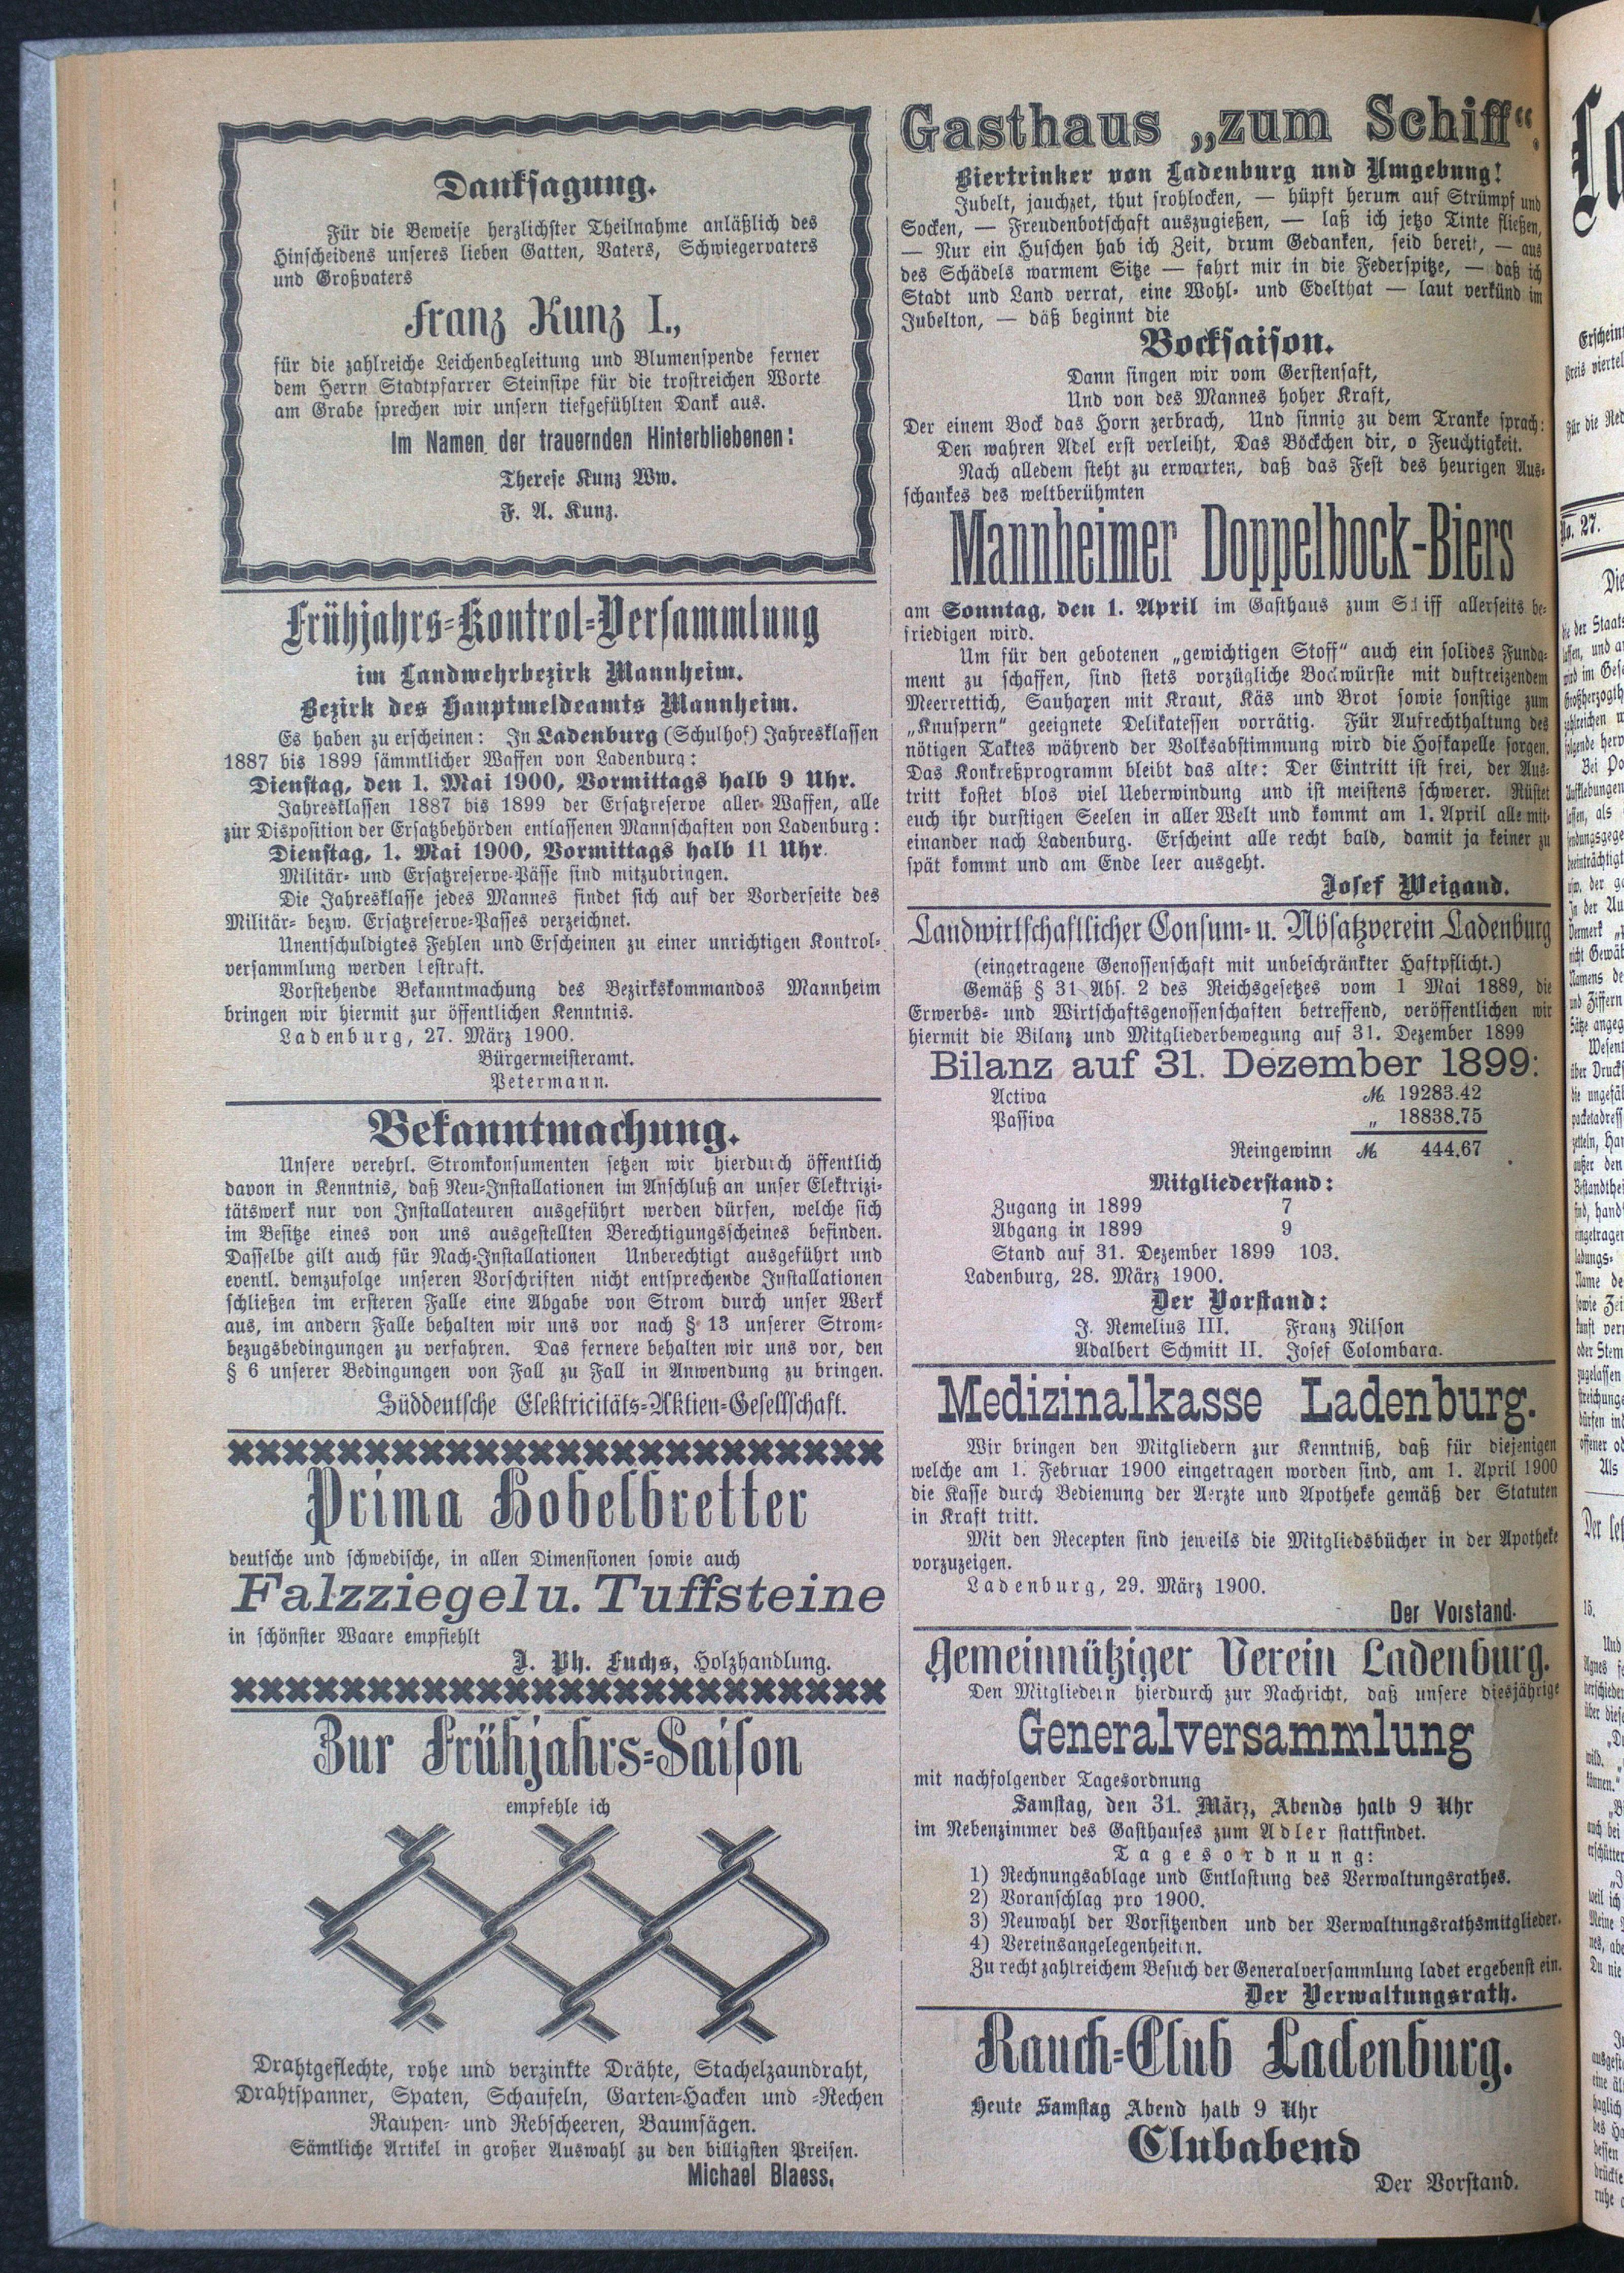 Danksagung.
Für die Beweise herzlichster Theilnahme anläßlich des
Hinscheidens unseres lieben Gatten, Vaters, Schwiegervaters
und Großvaters
Franz Kunz I.,
für die zahlreiche Leichenbegleitung und Blumenspende ferner
dem Herrn Stadtpfarrer Steinsipe für die trostreichen Worte
am Grabe sprechen wir unsern tiefgefühlten Dank aus.
Im Namen der trauernden Hinterbliebenen:
Therese Kunz Ww.
F. A. Kunz.
Frühjahrs-Kontrol-Versammlung
im Landwehrbezirk Mannheim.
Bezirk des Hauptmeldeamts Mannheim.
Es haben zu erscheinen: In Ladenburg (Schulhof) Jahresklassen
1887 bis 1899 sämmtlicher Waffen von Ladenburg:
Dienstag, den 1. Mai 1900, Vormittags halb 9 Uhr.
Jahresklassen 1887 bis 1899 der Ersatzreserve aller Waffen, alle
zur Disposition der Ersatzbehörden entlassenen Mannschaften von Ladenburg:
Dienstag, 1. Mai 1900, Vormittags halb 11 Uhr.
Militär- und Ersatzreserve-Pässe sind mitzubringen.
Die Jahresklasse jedes Mannes findet sich auf der Vorderseite des
Militär- bezw. Ersatzreserve-Passes verzeichnet.
Unentschuldigtes Fehlen und Erscheinen zu einer unrichtigen Kontrol-
versammlung werden bestraft.
Vorstehende Bekanntmachung des Bezirkskommandos Mannheim
bringen wir hiermit zur öffentlichen Kenntnis.
Ladenburg, 27. März 1900.
Bürgermeisteramt.
Petermann.
Bekanntmachung.
Unsere verehrl. Stromkonsumenten setzen wir hierdurch öffentlich
davon in Kenntnis, daß Neu-Installationen im Anschluß an unser Elektrizi-
tätswerk nur von Installateuren ausgeführt werden dürfen, welche sich
im Besitze eines von uns ausgestellten Berechtigungsscheines befinden.
Dasselbe gilt auch für Nach-Installationen Unberechtigt ausgeführt und
eventl. demzufolge unseren Vorschriften nicht entsprechende Installationen
schließen im ersteren Falle eine Abgabe von Strom durch unser Werk
aus, im andern Falle behalten wir uns vor nach § 13 unserer Strom-
bezugsbedingungen zu verfahren. Das fernere behalten wir uns vor, den
§ 6 unserer Bedingungen von Fall zu Fall in Anwendung zu bringen.
Süddeutsche Elektricitäts-Aktien-Gesellschaft.
Prima Hobelbretter
deutsche und schwedische, in allen Dimensionen sowie auch
Falzziegel u. Tuffsteine
in schönster Waare empfiehlt
J. Ph. Fuchs, Holzhandlung.
Zur Frühjahrs-Saison
empfehle ich
Drahtgeflechte, rohe und verzinkte Drähte, Stachelzaundraht,
Drahtspanner, Spaten, Schaufeln, Garten-Hacken und -Rechen
Raupen- und Rebscheeren, Baumsägen.
Sämtliche Artikel in großer Auswahl zu den billigsten Preisen.
Michael Blaess,
Gasthaus „zum Schiff“.
Biertrinker von Ladenburg und Umgebung!
Jubelt, jauchzet, thut frohlocken, — hüpft herum auf Strümpf und
Socken, — Freudenbotschaft auszugießen, — laß ich jetzo Tinte fließen,
— Nur ein Huschen hab ich Zeit, drum Gedanken, seid bereit, — aus
des Schädels warmem Sitze — fahrt mir in die Federspitze, — daß ich
Stadt und Land verrat, eine Wohl- und Edelthat — laut verkünd im
Jubelton, — däß beginnt die
Bocksaison.
Dann singen wir vom Gerstensaft,
Und von des Mannes hoher Kraft,
Der einem Bock das Horn zerbrach, Und sinnig zu dem Tranke sprach:
Den wahren Adel erst verleiht, Das Böckchen dir, o Feuchtigkeit.
Nach alledem steht zu erwarten, daß das Fest des heurigen Aus-
schankes des weltberühmten
Mannheimer Doppelbock-Biers
am Sonntag, den 1. April im Gasthaus zum Schiff allerseits be-
friedigen wird.
Um für den gebotenen „gewichtigen Stoff“ auch ein solides Funda-
ment zu schaffen, sind stets vorzügliche Bockwürste mit duftreizendem
Meerrettich, Sauhaxen mit Kraut, Käs und Brot sowie sonstige zum
„Knuspern“ geeignete Delikatessen vorrätig. Für Aufrechthaltung des
nötigen Taktes während der Volksabstimmung wird die Hofkapelle sorgen.
Das Konkreßprogramm bleibt das alte: Der Eintritt ist frei, der Aus-
tritt kostet blos viel Ueberwindung und ist meistens schwerer. Rüstet
euch ihr durstigen Seelen in aller Welt und kommt am 1. April alle mit-
einander nach Ladenburg. Erscheint alle recht bald, damit ja keiner zu
spät kommt und am Ende leer ausgeht.
Josef Weigand.
Landwirtschaftlicher Consum- u. Absatzverein Ladenburg
(eingetragene Genossenschaft mit unbeschränkter Haftpflicht.)
Gemäß § 31 Abs. 2 des Reichsgesetzes vom 1 Mai 1889, die
Erwerbs- und Wirtschaftsgenossenschaften betreffend, veröffentlichen wir
hiermit die Bilanz und Mitgliederbewegung auf 31. Dezember 1899
Bilanz auf 31. Dezember 1899:
Activa M. 19283.42
Passiva „ 18838.75
Reingewinn M 444.67
Mitgliederstand:
Zugang in 1899 7
Abgang in 1899 9
Stand auf 31. Dezember 1899 103.
Ladenburg, 28. März 1900.
Der Vorstand:
J. Remelius III. Franz Nilson
Adalbert Schmitt II. Josef Colombara.
Medizinalkasse Ladenburg.
Wir bringen den Mitgliedern zur Kenntniß, daß für diejenigen
welche am 1. Februar 1900 eingetragen worden sind, am 1. April 1900
die Kasse durch Bedienung der Aerzte und Apotheke gemäß der Statuten
in Kraft tritt.
Mit den Recepten sind jeweils die Mitgliedsbücher in der Apotheke
vorzuzeigen.
Ladenburg, 29. März 1900.
Der Vorstand.
Gemeinnütziger Verein Ladenburg.
Den Mitgliedern hierdurch zur Nachricht, daß unsere diesjährige
Generalversammlung
mit nachfolgender Tagesordnung
Samstag, den 31. März, Abends halb 9 Uhr
im Nebenzimmer des Gasthauses zum Adler stattfindet.
Tagesordnung:
1) Rechnungsablage und Entlastung des Verwaltungsrathes.
2) Voranschlag pro 1900.
3) Neuwahl der Vorsitzenden und der Verwaltungsrathsmitglieder.
4) Vereinsangelegenheiten.
Zu recht zahlreichem Besuch der Generalversammlung ladet ergebenst ein.
Der Verwaltungsrath.
Rauch-Club Ladenburg.
Heute Samstag Abend halb 9 Uhr
Clubabend
Der Vorstand.
No. 27.